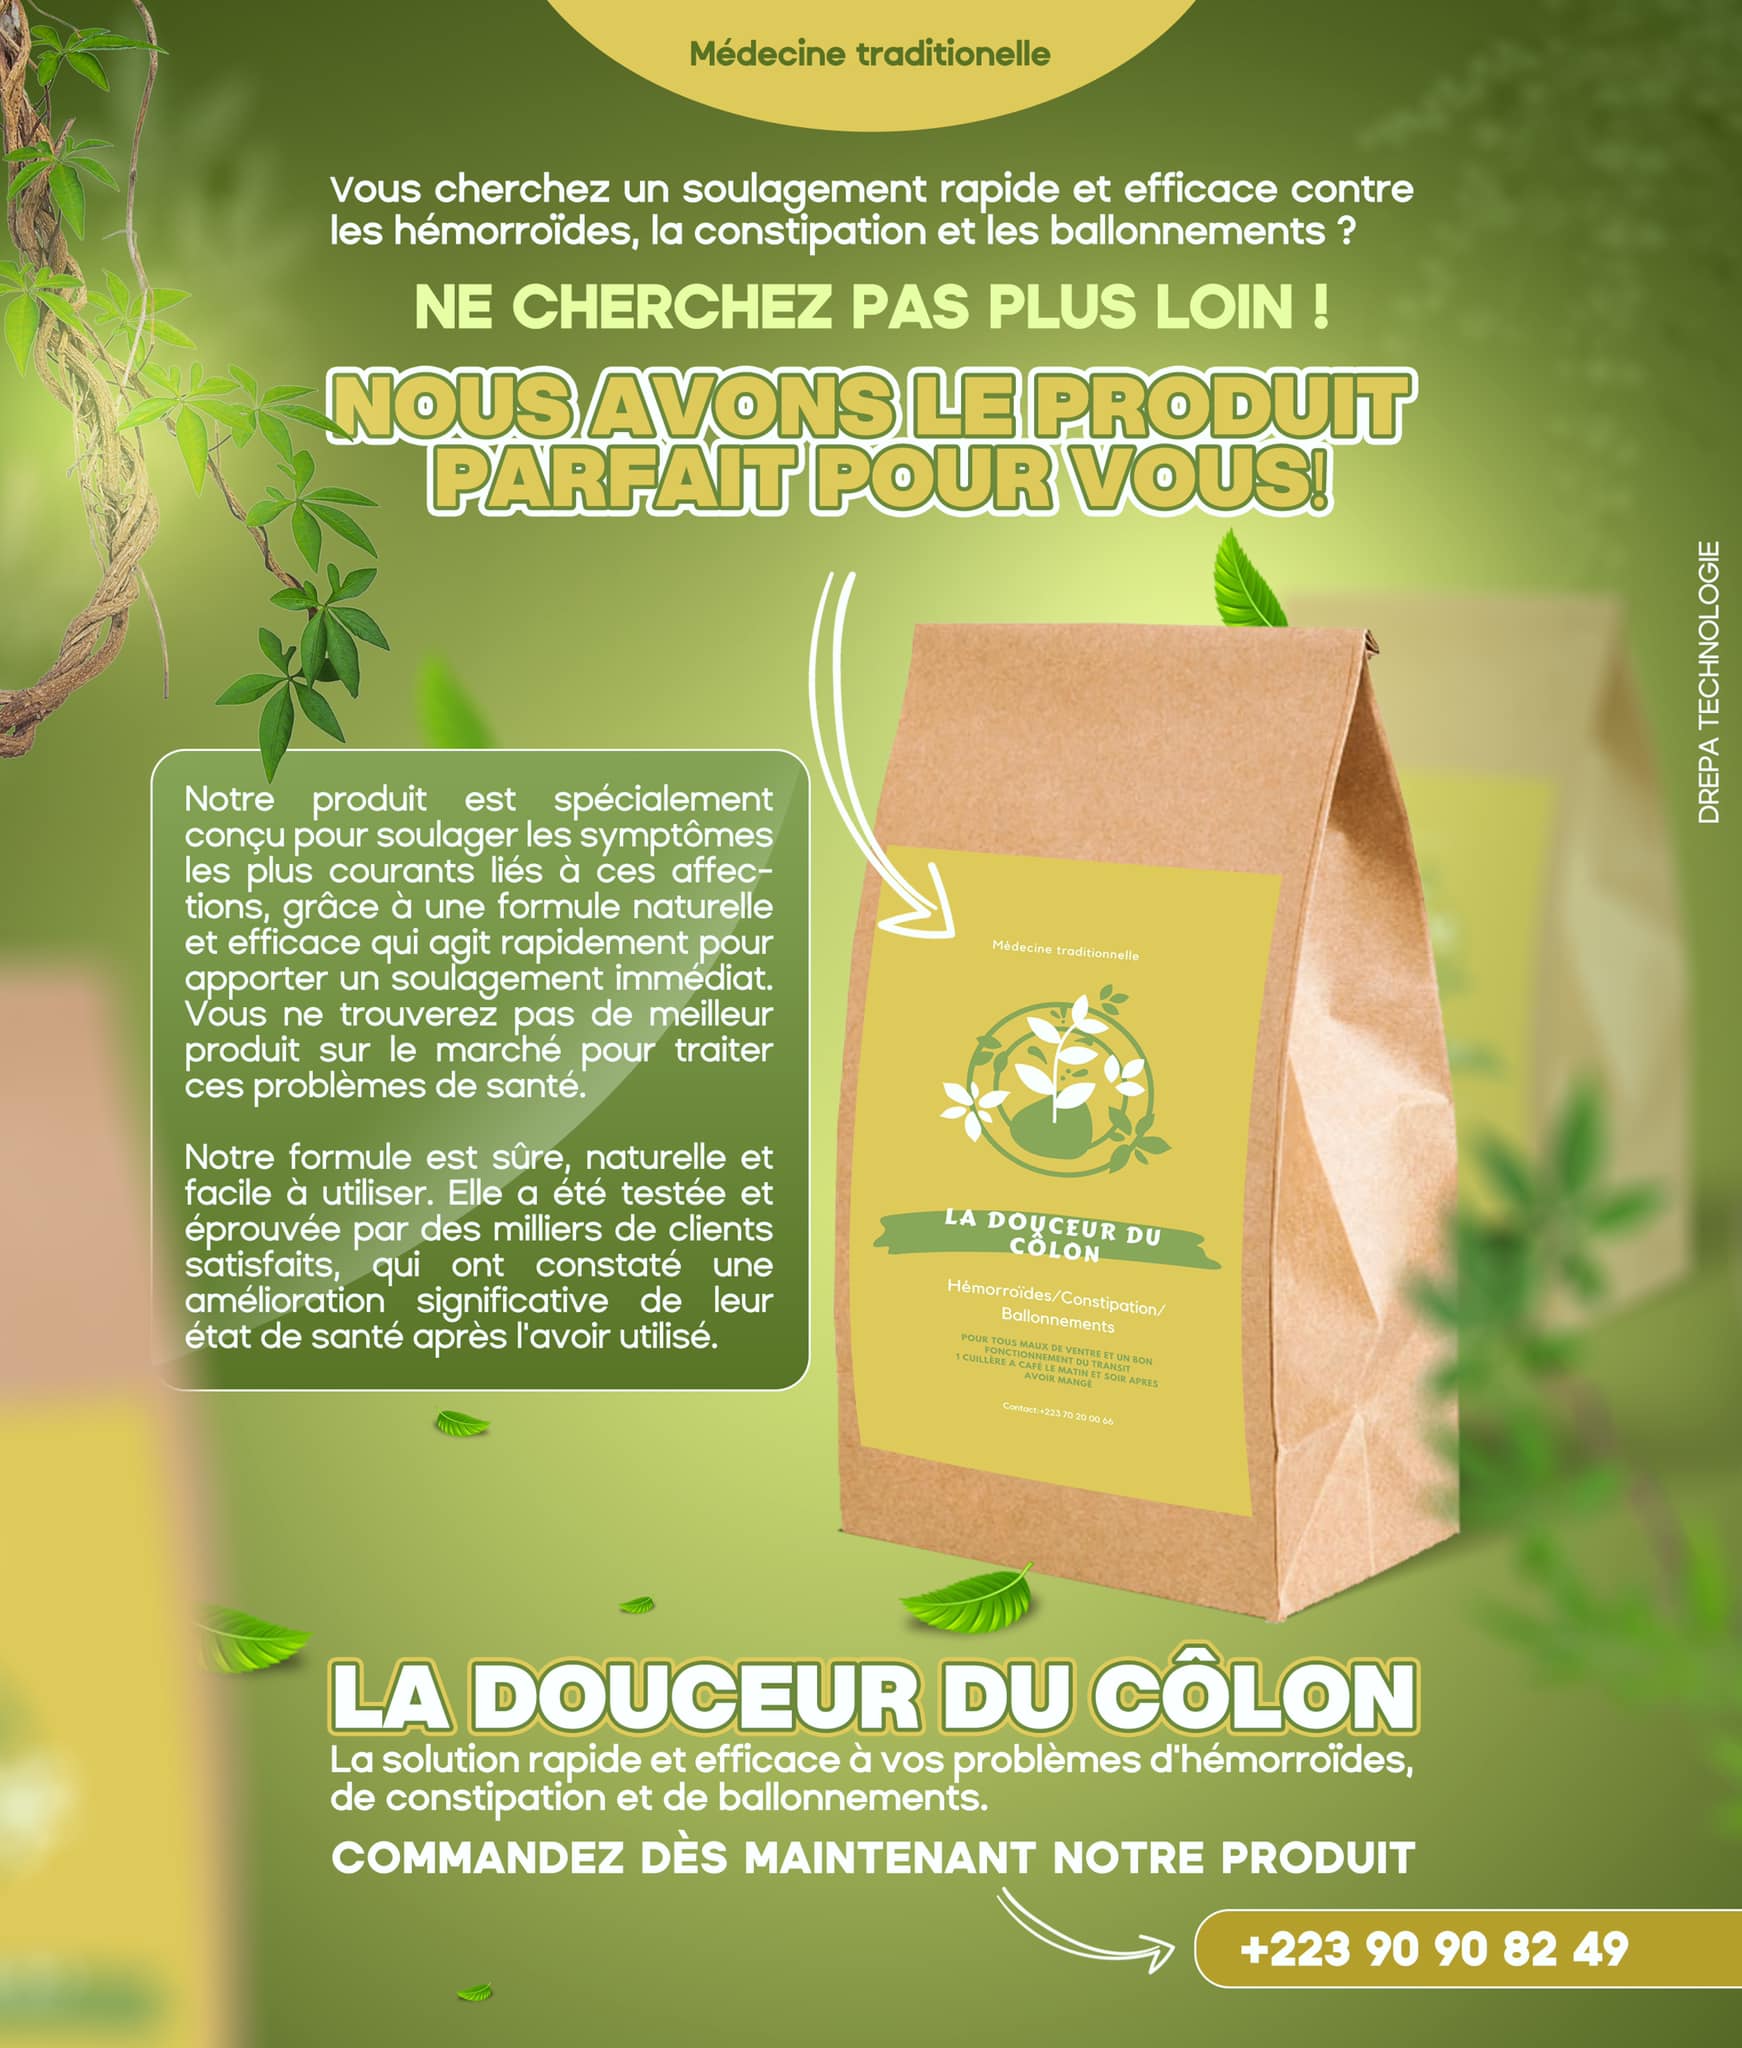 Médecine traditionelle
Vous cherchez un soulagement rapide et efficace contre
les hémorroïdes, la constipation et les ballonnements ?
NE CHERCHEZ PAS PLUS LOIN !
NOUS AVONS LE PRODUIT
PARFAIT POUR VOUS!
DREPA TECHNOLOGIE
Notre produit est spécialement
conçu pour soulager les symptômes
les plus courants liés à ces affec-
tions, grâce à une formule naturelle
et efficace qui agit rapidement pour
apporter un soulagement immédiat.
Vous ne trouverez pas de meilleur
produit sur le marché pour traiter
ces problèmes de santé.
Notre formule est sûre, naturelle et
facile à utiliser. Elle a été testée et
éprouvée par des milliers de clients
satisfaits, qui ont constaté une
amélioration significative de leur
état de santé après l'avoir utilisé.
Médecine traditionnelle
LA DOUCEUR DU
CÔLON
Hémorroïdes/Constipation/
Ballonnements
POUR TOUS MAUX DE VENTRE ET UN BON
FONCTIONNEMENT DU TRANSIT
1 CUILLÈRE A CAFÉ LE MATIN ET SOIR APRES
AVOIR MANGÉ
Contact:+223 70 20 00 66
LA DOUCEUR DU CÔLON
La solution rapide et efficace à vos problèmes d'hémorroïdes,
de constipation et de ballonnements.
COMMANDEZ DÈS MAINTENANT NOTRE PRODUIT
+223 90 90 82 49